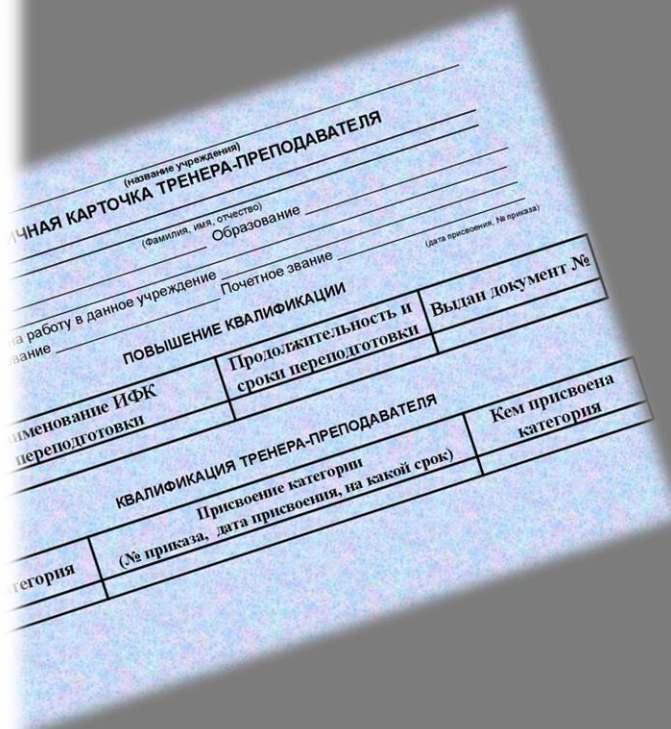 (название учреждения)
ИЧНАЯ КАРТОЧКА ТРЕНЕРА-ПРЕПОДАВАТЕЛЯ
(Фамилия, имя, отчество)
Образование
на работу в данное учреждение
вание Почетное звание
(дата присвоения, № приказа)
ПОВЫШЕНИЕ КВАЛИФИКАЦИИ
именование ИФК
переподготовки
Продолжительность и
сроки переподготовки
Выдан документ №
КВАЛИФИКАЦИЯ ТРЕНЕРА-ПРЕПОДАВАТЕЛЯ
тегория
Присвоение категории
(№ приказа, дата присвоения, на какой срок)
Кем присвоена
категория